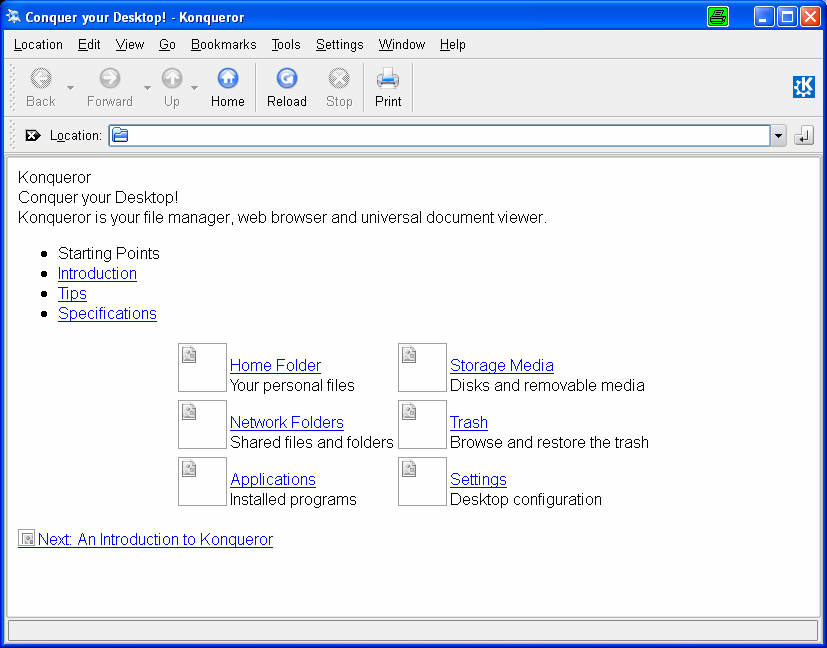 Conquer your Desktop! - Konqueror
Location Edit View Go Bookmarks Tools Settings Window Help
Back Forward Up Home Reload Stop Print
Location:
Konqueror
Conquer your Desktop!
Konqueror is your file manager, web browser and universal document viewer.
Starting Points
Introduction
Tips
Specifications
Home Folder Storage Media
Your personal files Disks and removable media
Network Folders Trash
Shared files and folders Browse and restore the trash
Applications Settings
Installed programs Desktop configuration
Next: An Introduction to Konqueror